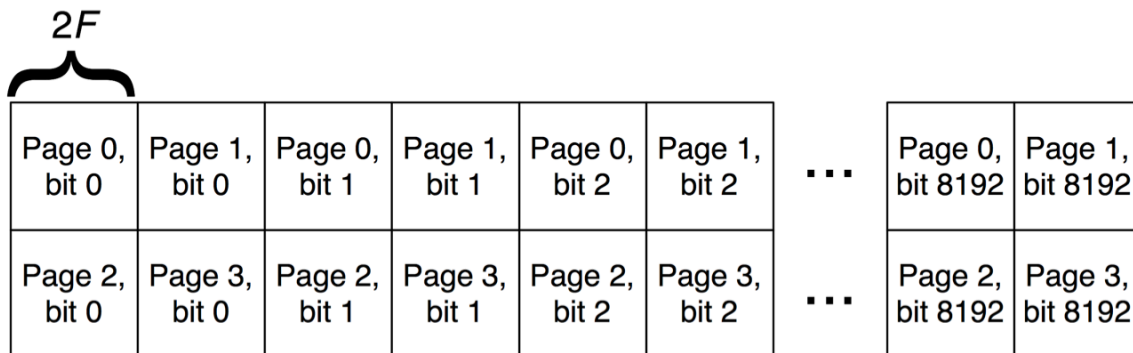 2F
Page 0, Page 1, Page 0, Page 1, Page 0, Page 1, ... Page 0, Page 1,
bit 0 bit 0 bit 1 bit 1 bit 2 bit 2 bit 8192 bit 8192
Page 2, Page 3, Page 2, Page 3, Page 2, Page 3, ... Page 2, Page 3,
bit 0 bit 0 bit 1 bit 1 bit 2 bit 2 bit 8192 bit 8192